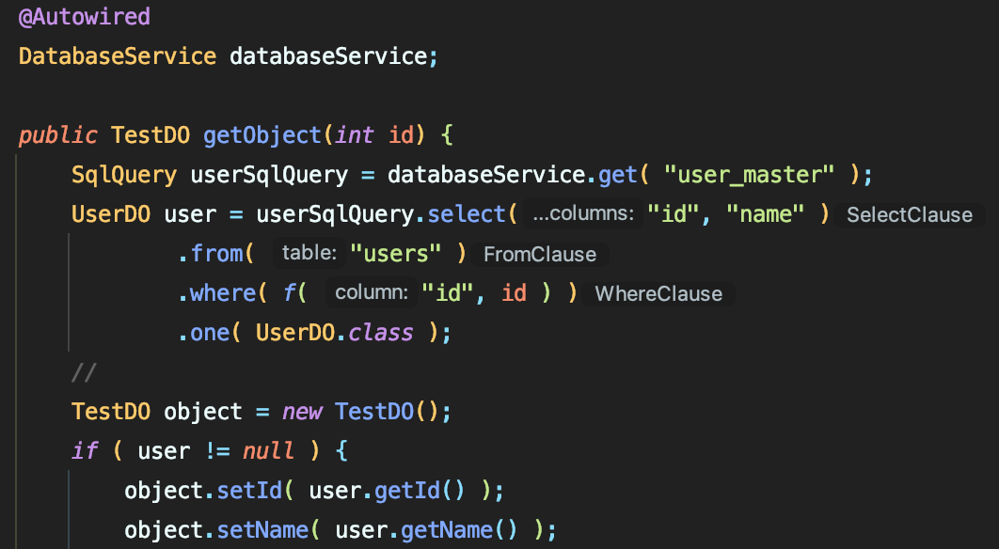 @Autowired
DatabaseService databaseService;
public TestDO getObject(int id) {
SqlQuery userSqlQuery = databaseService.get( "user_master" );
UserDO user = userSqlQuery.select( ...columns: "id", "name" ) SelectClause
.from( table: "users" ) FromClause
.where( f( column: "id", id ) ) WhereClause
.one( UserDO.class );
//
TestDO object = new TestDO();
if ( user != null ) {
object.setId( user.getId() );
object.setName( user.getName() );